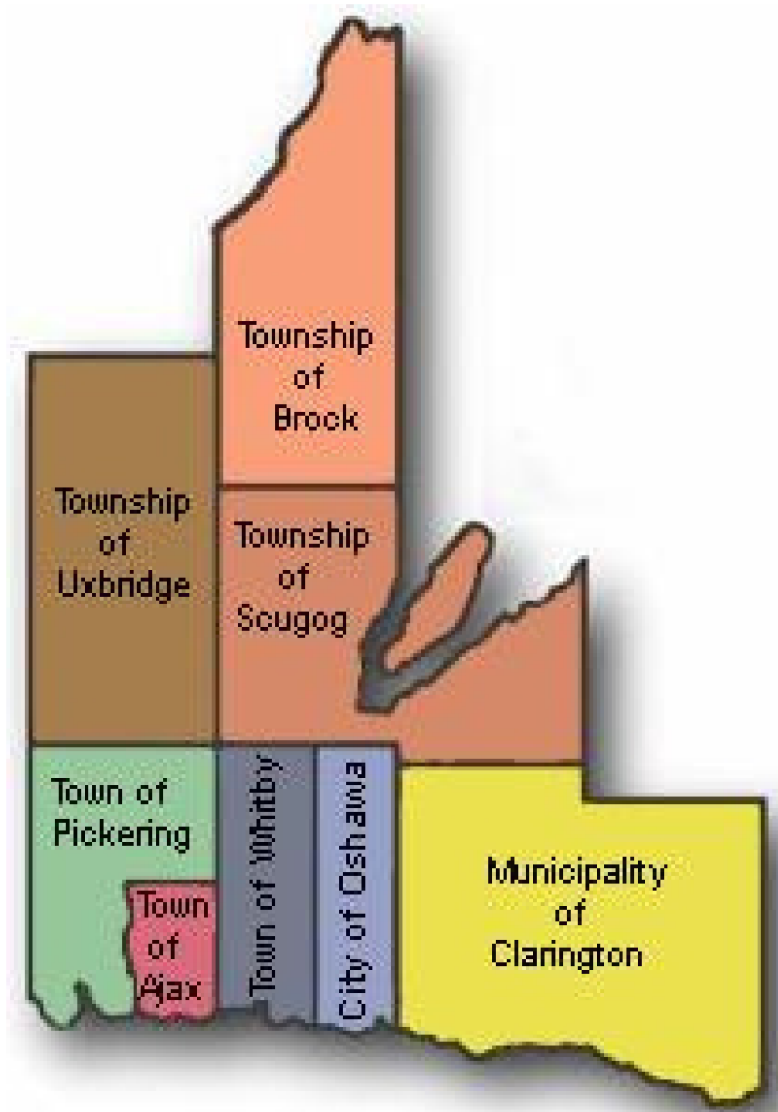 Township
of
Brock
Township
of
Uxbridge
Township
of
Scugog
Town of
Pickering
Town
of
Ajax
Town of Whitby
City of Oshawa
Municipality
of
Clarington